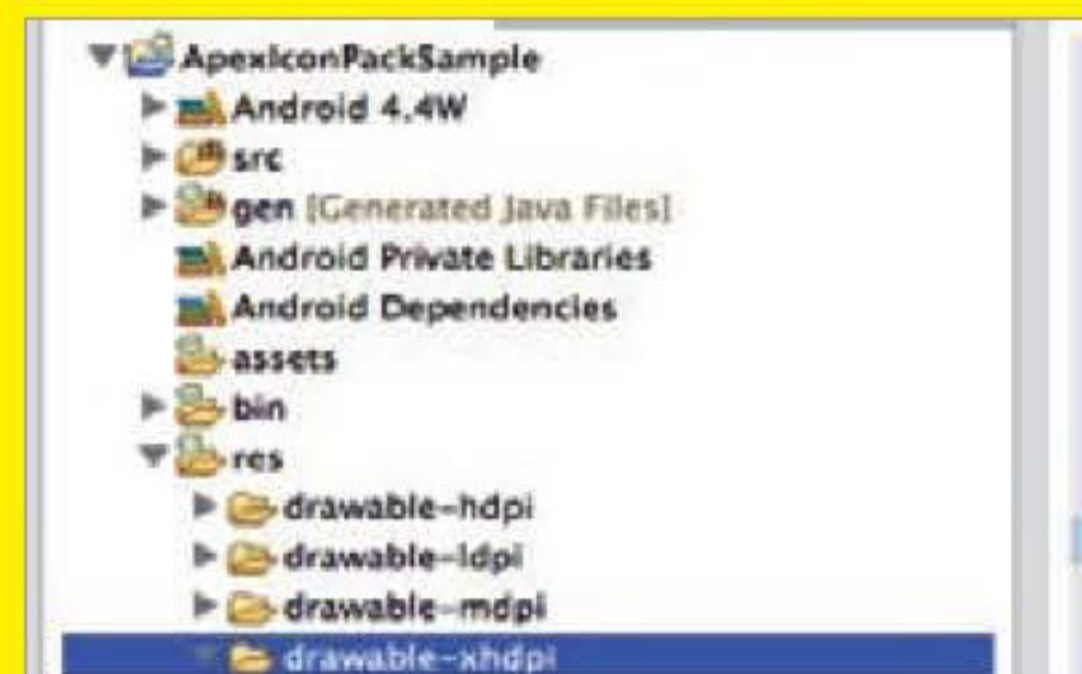 ApexIconPackSample
Android 4.4W
src
gen [Generated Java Files]
Android Private Libraries
Android Dependencies
assets
bin
res
drawable-hdpi
drawable-ldpi
drawable-mdpi
drawable-xhdpi